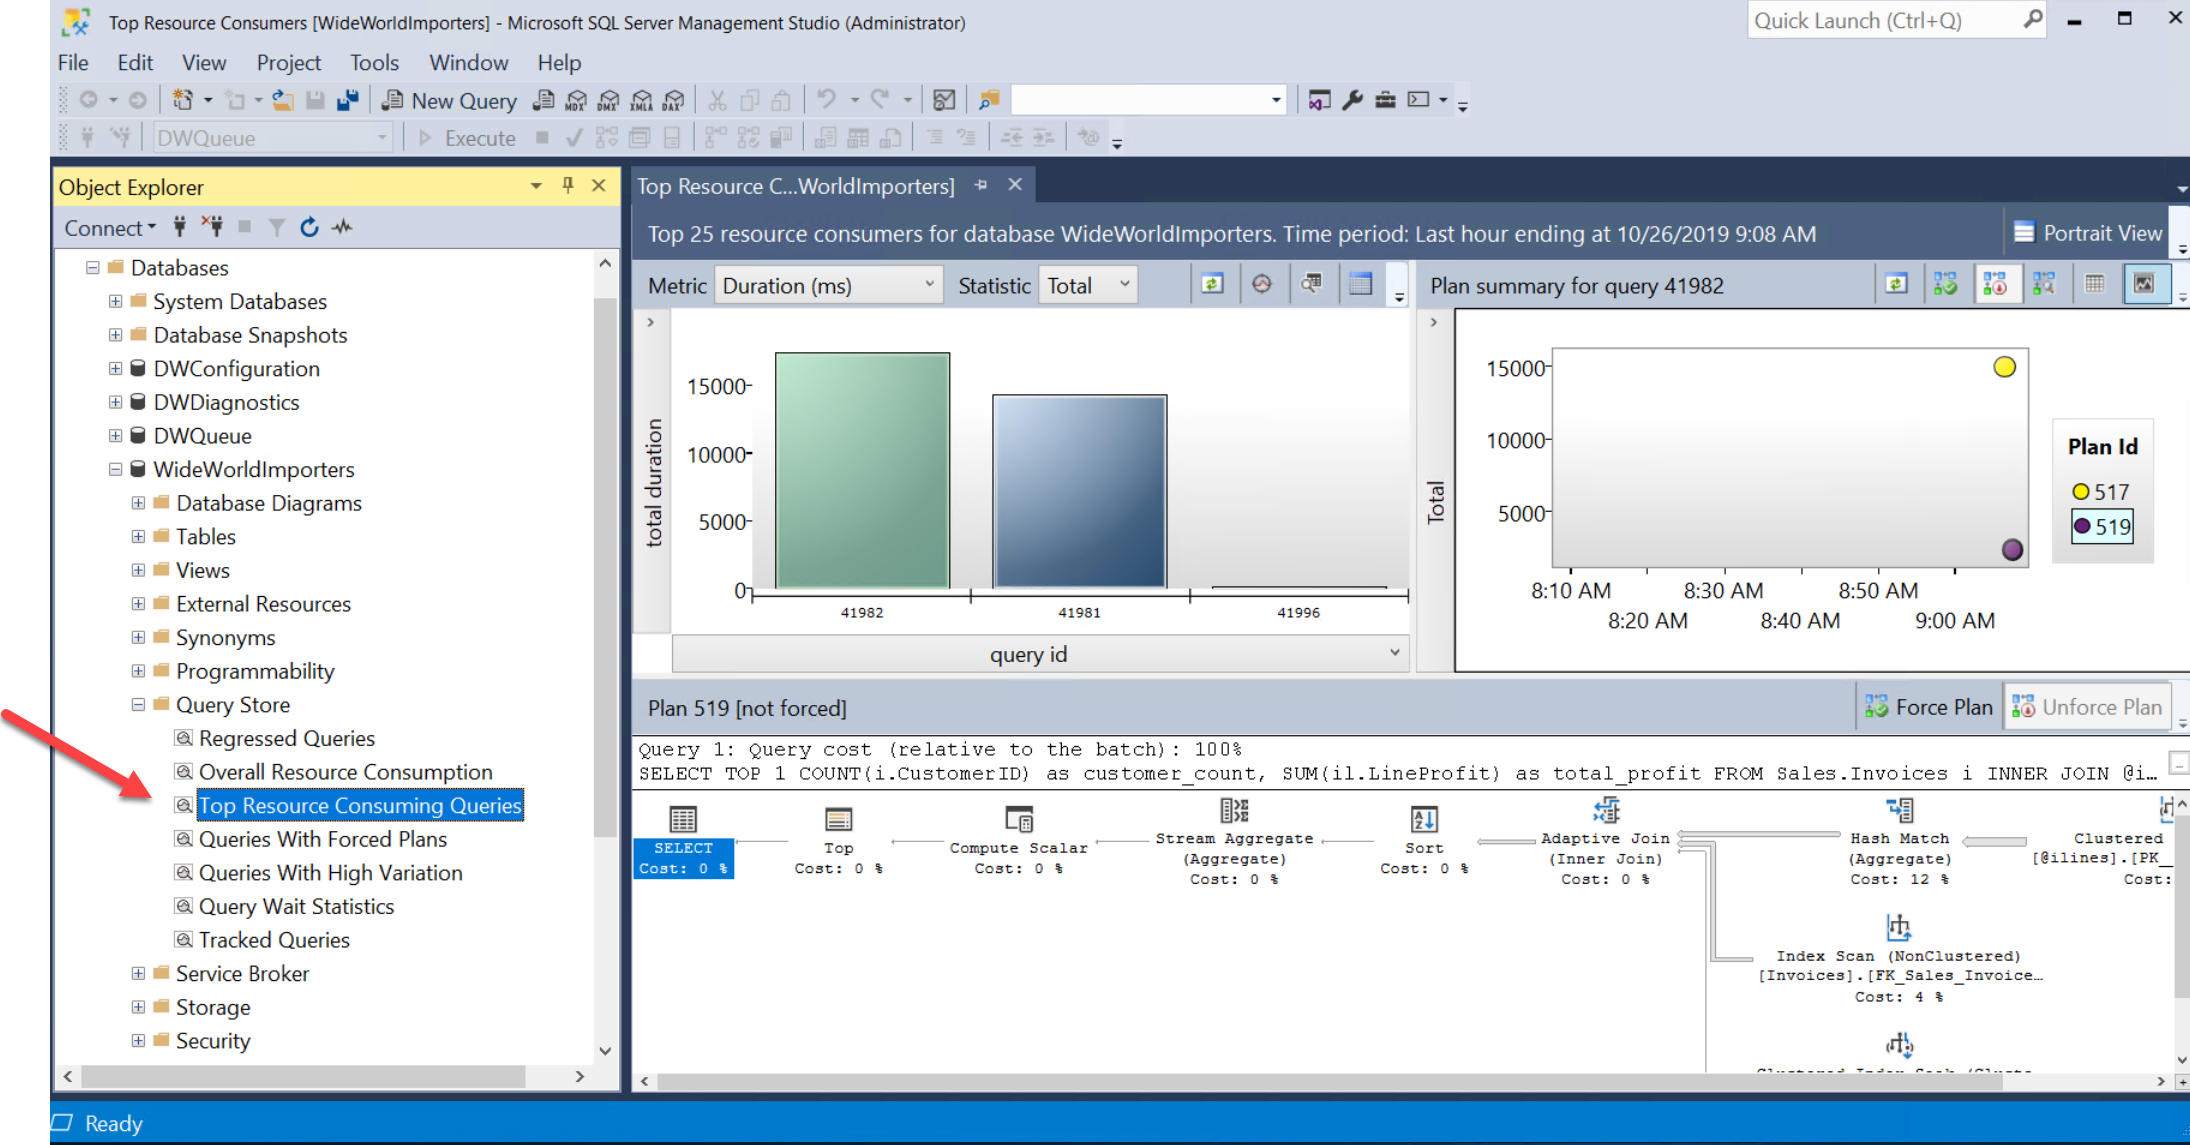 Top Resource Consumers [WideWorldImporters] - Microsoft SQL Server Management Studio (Administrator)
Quick Launch (Ctrl+Q)
File Edit View Project Tools Window Help
New Query MDX DMX XMLA DAX
DWQueue Execute
Object Explorer
Connect
Databases
System Databases
Database Snapshots
DWConfiguration
DWDiagnostics
DWQueue
WideWorldImporters
Database Diagrams
Tables
Views
External Resources
Synonyms
Programmability
Query Store
Regressed Queries
Overall Resource Consumption
Top Resource Consuming Queries
Queries With Forced Plans
Queries With High Variation
Query Wait Statistics
Tracked Queries
Service Broker
Storage
Security
Top Resource C...WorldImporters]
Top 25 resource consumers for database WideWorldImporters. Time period: Last hour ending at 10/26/2019 9:08 AM
Portrait View
Metric Duration (ms) Statistic Total
total duration
15000
10000
5000
0
41982 41981 41996
query id
Plan summary for query 41982
Total
15000
10000
5000
8:10 AM 8:30 AM 8:50 AM
8:20 AM 8:40 AM 9:00 AM
Plan Id
517
519
Plan 519 [not forced]
Force Plan Unforce Plan
Query 1: Query cost (relative to the batch): 100%
SELECT TOP 1 COUNT(i.CustomerID) as customer_count, SUM(il.LineProfit) as total_profit FROM Sales.Invoices i INNER JOIN @i…
SELECT
Cost: 0 %
Top
Cost: 0 %
Compute Scalar
Cost: 0 %
Stream Aggregate
(Aggregate)
Cost: 0 %
Sort
Cost: 0 %
Adaptive Join
(Inner Join)
Cost: 0 %
Hash Match
(Aggregate)
Cost: 12 %
Clustered
[@ilines].[PK_
Cost:
Index Scan (NonClustered)
[Invoices].[FK_Sales_Invoice…
Cost: 4 %
Ready